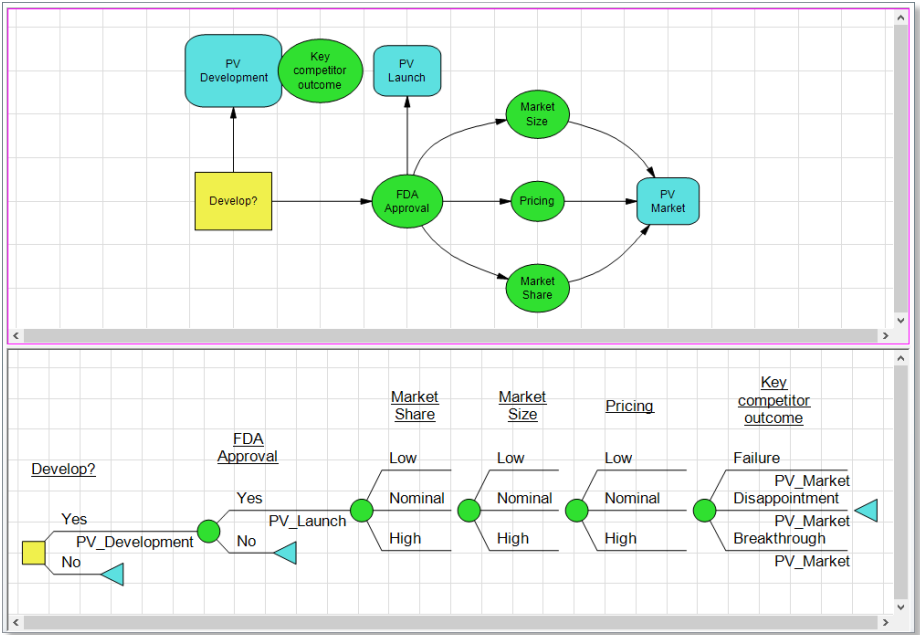 PV
Development
Key
competitor
outcome
PV
Launch
Market
Size
Develop?
FDA
Approval
Pricing
PV
Market
Market
Share
Key
competitor
outcome
Market
Share
Market
Size
Pricing
FDA
Approval
Develop?
Low
Low
Low
Failure
PV_Market
Yes
Nominal
Nominal
Nominal
Disappointment
Yes
PV_Launch
PV_Market
PV_Development
No
High
High
High
Breakthrough
No
PV_Market